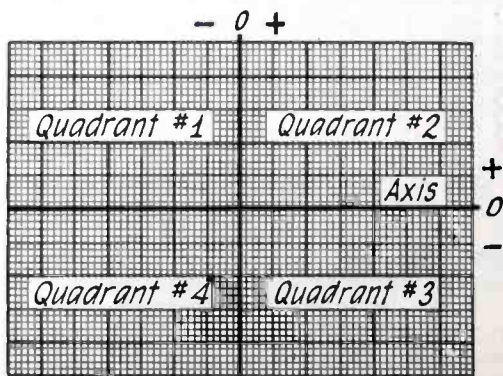 − 0 +
Quadrant #1 Quadrant #2
+
Axis
0
−
Quadrant #4 Quadrant #3